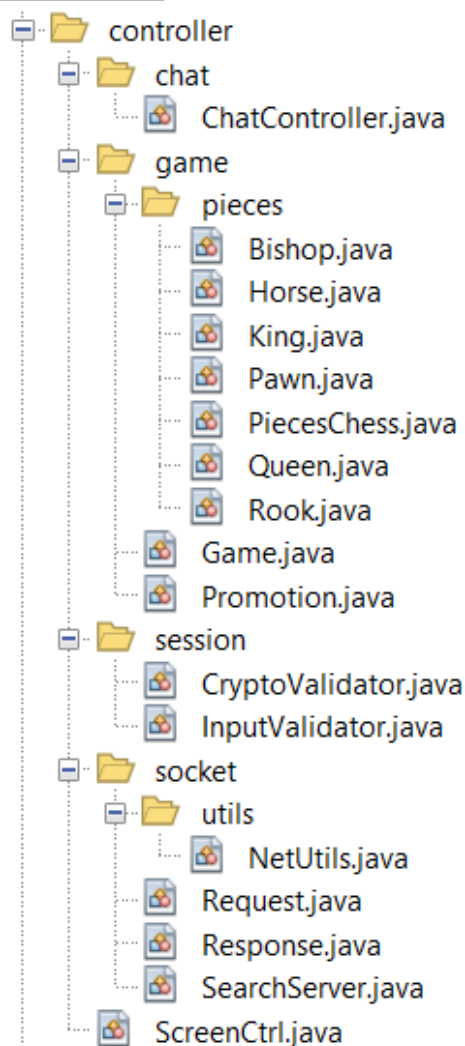 controller
chat
ChatController.java
game
pieces
Bishop.java
Horse.java
King.java
Pawn.java
PiecesChess.java
Queen.java
Rook.java
Game.java
Promotion.java
session
CryptoValidator.java
InputValidator.java
socket
utils
NetUtils.java
Request.java
Response.java
SearchServer.java
ScreenCtrl.java